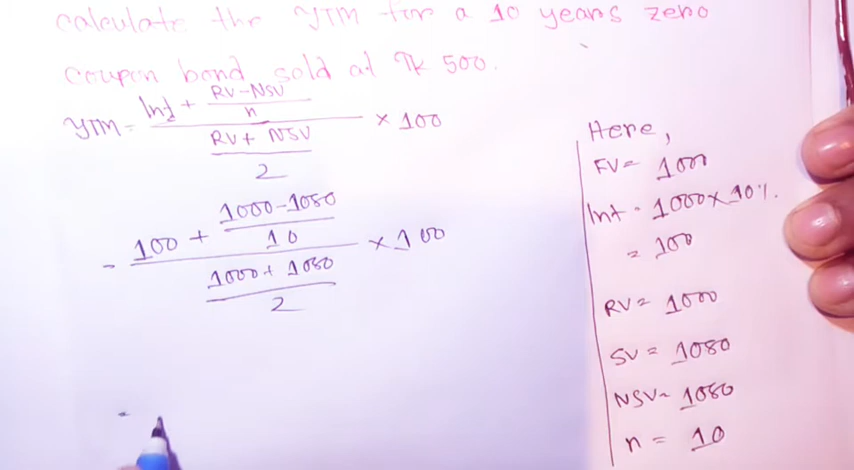 calculate the YTM for a 10 years zero
coupon bond sold at Tk 500.
YTM = Int + RV-NSV
n
RV + NSV
2
× 100
= 100 + 1000-1080
10
1000 + 1080
2
× 100
=
Here,
FV = 1000
Int = 1000 × 10%.
= 100
RV = 1000
SV = 1080
NSV = 1080
n = 10